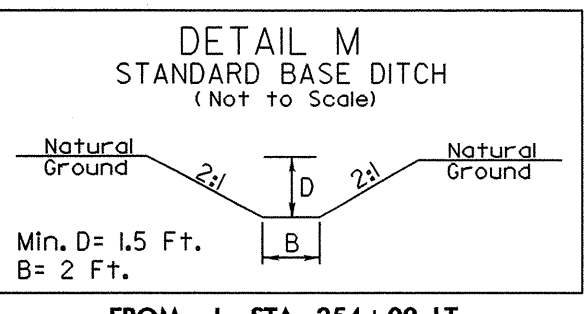 DETAIL M
STANDARD BASE DITCH
(Not to Scale)
Natural
Ground
2:1
D
2:1
Natural
Ground
Min. D= 1.5 Ft.
B= 2 Ft.
B